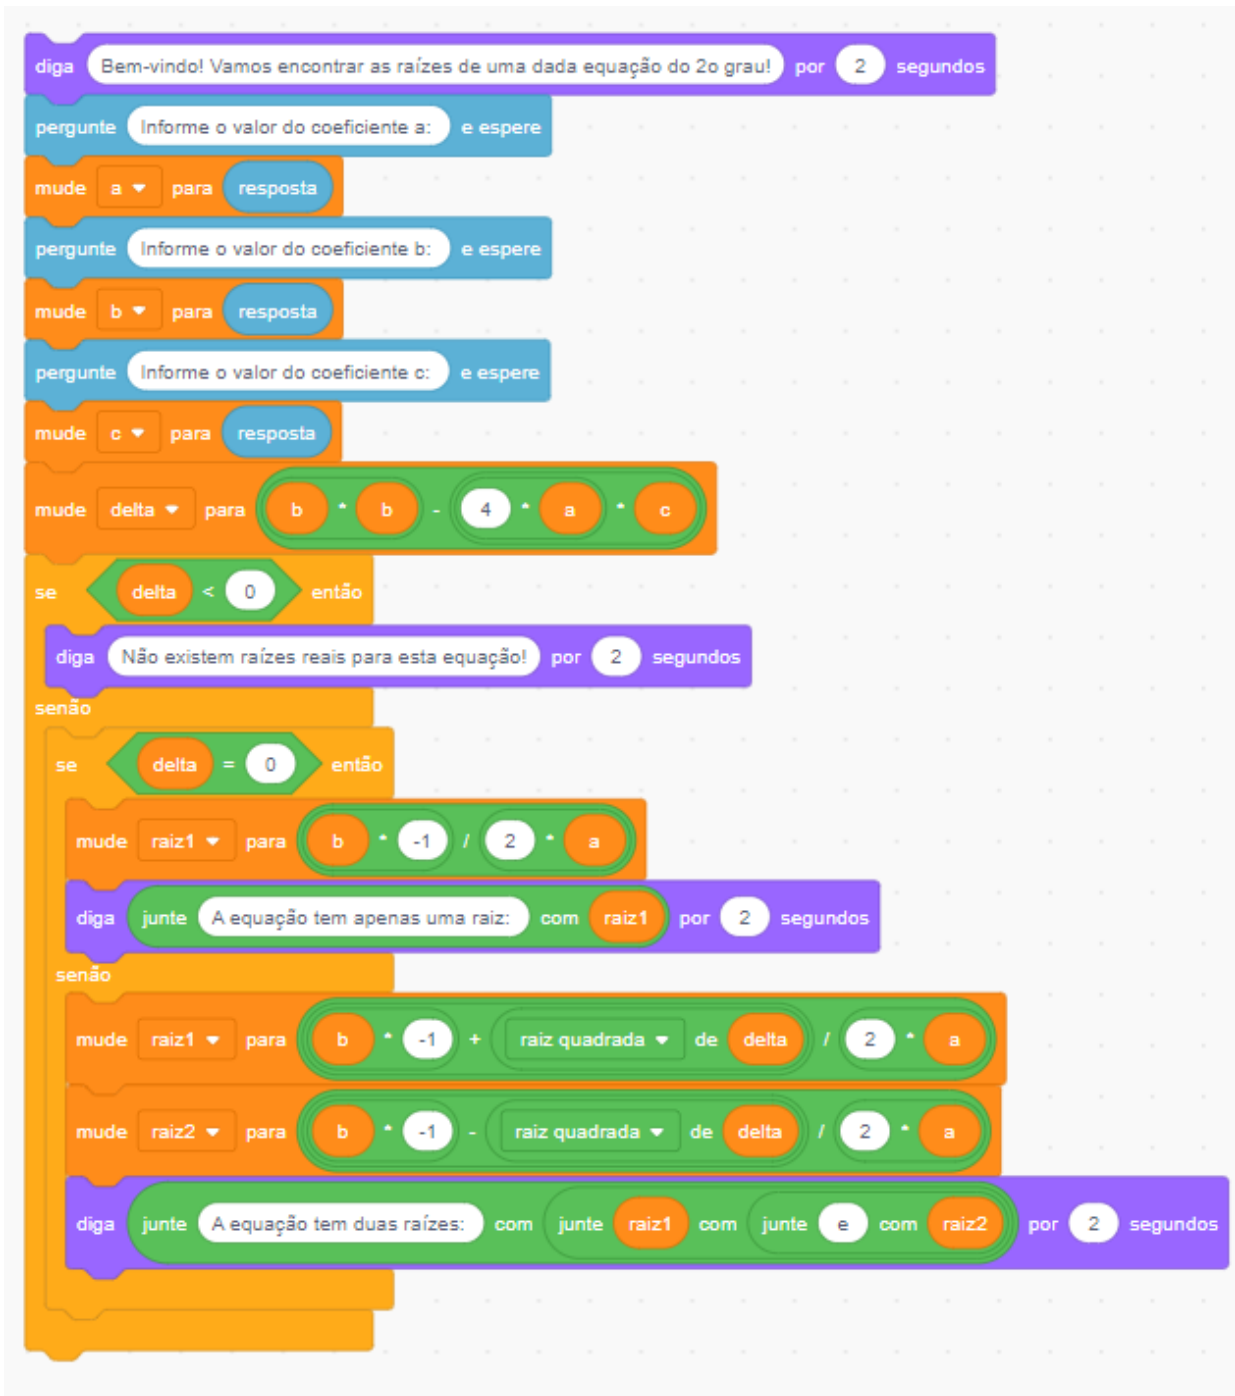 diga Bem-vindo! Vamos encontrar as raízes de uma dada equação do 2o grau! por 2 segundos
pergunte Informe o valor do coeficiente a: e espere
mude a para resposta
pergunte Informe o valor do coeficiente b: e espere
mude b para resposta
pergunte Informe o valor do coeficiente c: e espere
mude c para resposta
mude delta para b * b - 4 * a * c
se delta < 0 então
diga Não existem raízes reais para esta equação! por 2 segundos
senão
se delta = 0 então
mude raiz1 para b * -1 / 2 * a
diga junte A equação tem apenas uma raiz: com raiz1 por 2 segundos
senão
mude raiz1 para b * -1 + raiz quadrada de delta / 2 * a
mude raiz2 para b * -1 - raiz quadrada de delta / 2 * a
diga junte A equação tem duas raízes: com junte raiz1 com junte e com raiz2 por 2 segundos